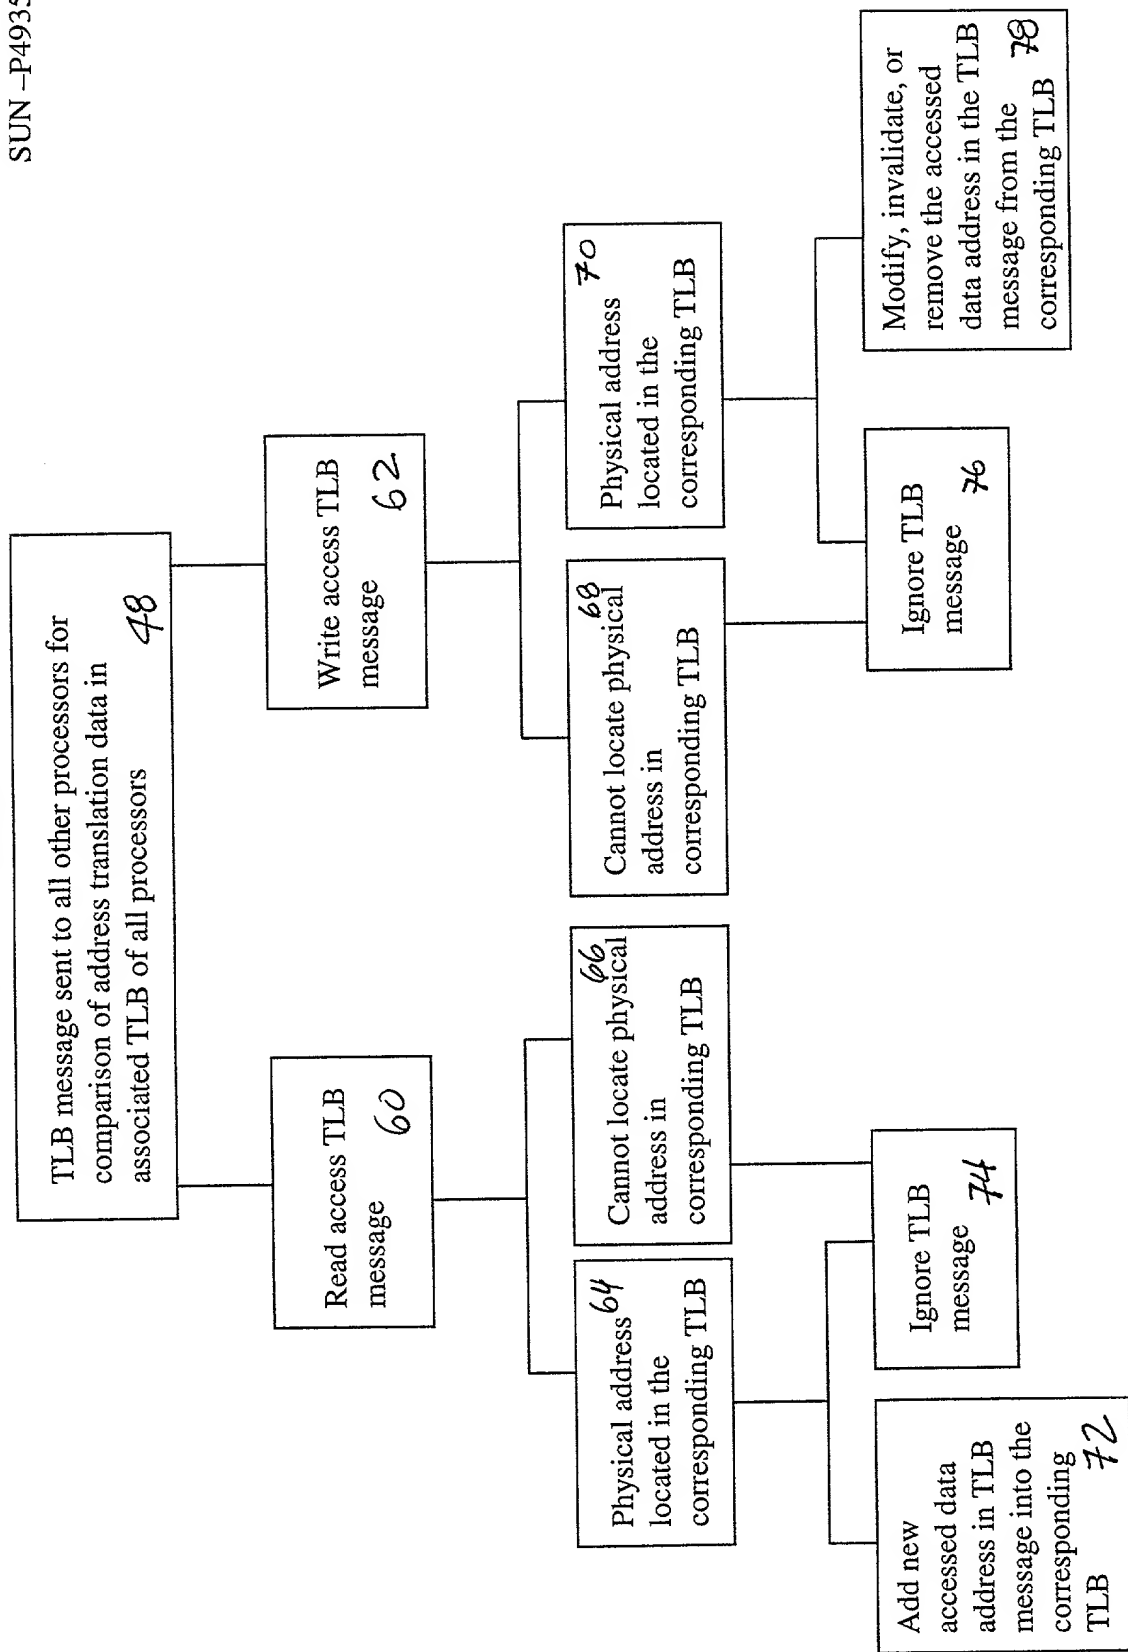 SUN –P4935
TLB message sent to all other processors for
comparison of address translation data in
associated TLB of all processors 48
Read access TLB
message 60
Write access TLB
message 62
Physical address 64
located in the
corresponding TLB
66
Cannot locate physical
address in
corresponding TLB
68
Cannot locate physical
address in
corresponding TLB
Physical address 70
located in the
corresponding TLB
Add new
accessed data
address in TLB
message into the
corresponding
TLB 72
Ignore TLB
message 74
Ignore TLB
message 76
Modify, invalidate, or
remove the accessed
data address in the TLB
message from the
corresponding TLB 78